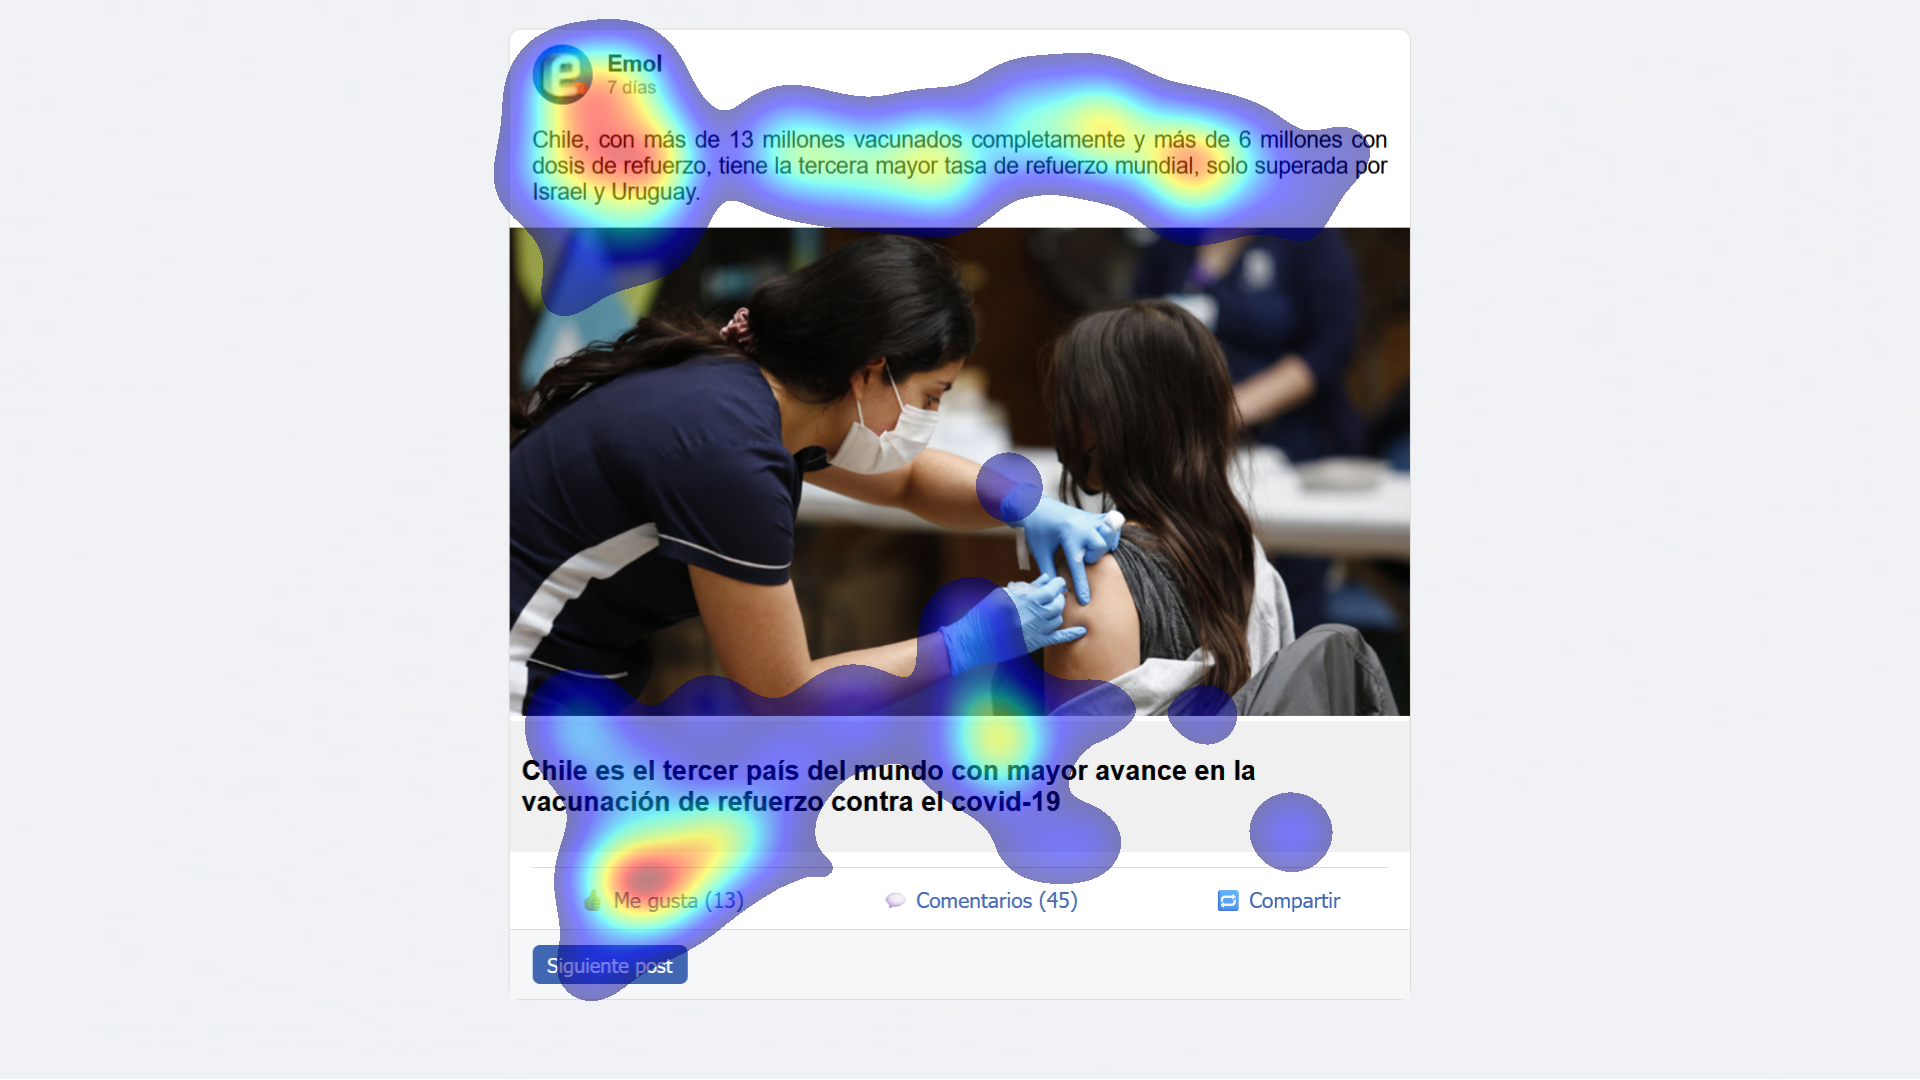 Emol
7 días
Chile, con más de 13 millones vacunados completamente y más de 6 millones con
dosis de refuerzo, tiene la tercera mayor tasa de refuerzo mundial, solo superada por
Israel y Uruguay.
Chile es el tercer país del mundo con mayor avance en la
vacunación de refuerzo contra el covid-19
Me gusta (13)
Comentarios (45)
Compartir
Siguiente post